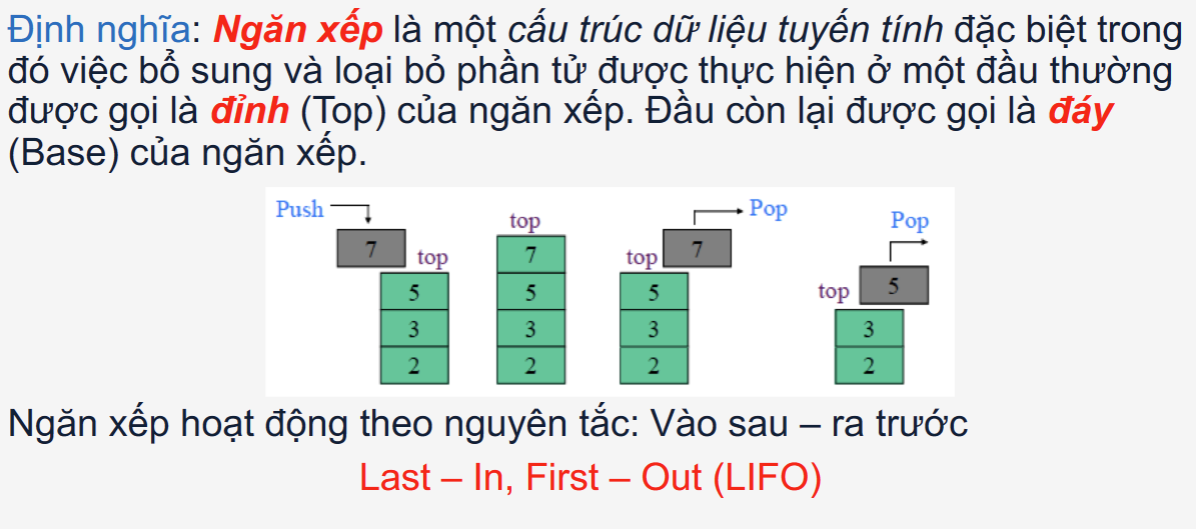 Định nghĩa: Ngăn xếp là một cấu trúc dữ liệu tuyến tính đặc biệt trong
đó việc bổ sung và loại bỏ phần tử được thực hiện ở một đầu thường
được gọi là đỉnh (Top) của ngăn xếp. Đầu còn lại được gọi là đáy
(Base) của ngăn xếp.
Push
7
top
5
3
2
top
7
5
3
2
Pop
top
7
5
3
2
Pop
top
5
3
2
Ngăn xếp hoạt động theo nguyên tắc: Vào sau – ra trước
Last – In, First – Out (LIFO)